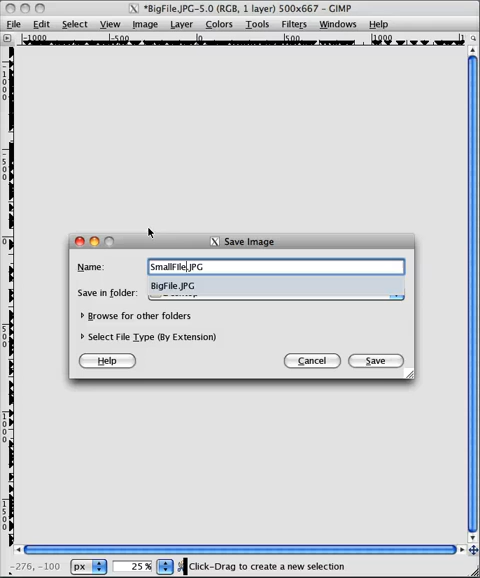 *BigFile.JPG-5.0 (RGB, 1 layer) 500x667 – GIMP
File Edit Select View Image Layer Colors Tools Filters Windows Help
-1000 -500 0 500 1000
Save Image
Name: SmallFile.JPG
BigFile.JPG
Save in folder:
Browse for other folders
Select File Type (By Extension)
Help Cancel Save
-276, -100 px 25% Click-Drag to create a new selection